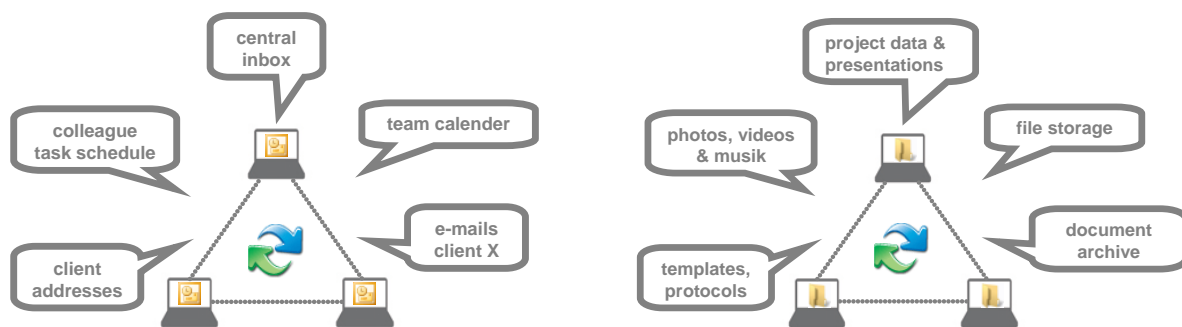 central
inbox
colleague
task schedule
team calender
client
addresses
e-mails
client X
project data &
presentations
photos, videos
& musik
file storage
templates,
protocols
document
archive